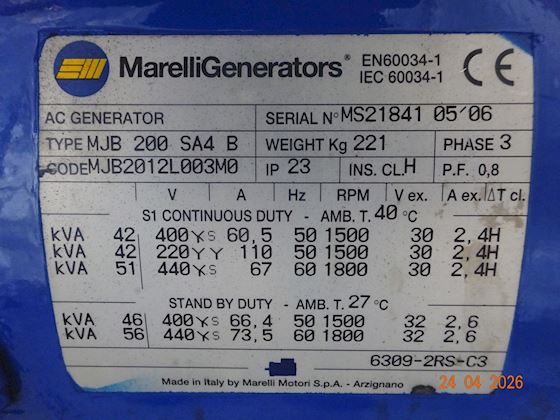 MarelliGenerators® EN60034-1
IEC 60034-1 CE
AC GENERATOR SERIAL N° MS21841 05/06
TYPE MJB 200 SA4 B WEIGHT Kg 221 PHASE 3
CODE MJB2012L003M0 IP 23 INS. CL. H P.F. 0,8
V A Hz RPM V ex. A ex. ΔT cl.
S1 CONTINUOUS DUTY - AMB. T. 40 °C
kVA 42 400 YS 60,5 50 1500 30 2,4 H
kVA 42 220 YY 110 50 1500 30 2,4 H
kVA 51 440 YS 67 60 1800 30 2,4 H
STAND BY DUTY - AMB. T. 27 °C
kVA 46 400 YS 66,4 50 1500 32 2,6
kVA 56 440 YS 73,5 60 1800 32 2,6
6309-2RS-C3
Made in Italy by Marelli Motori S.p.A. - Arzignano
24 04 2026